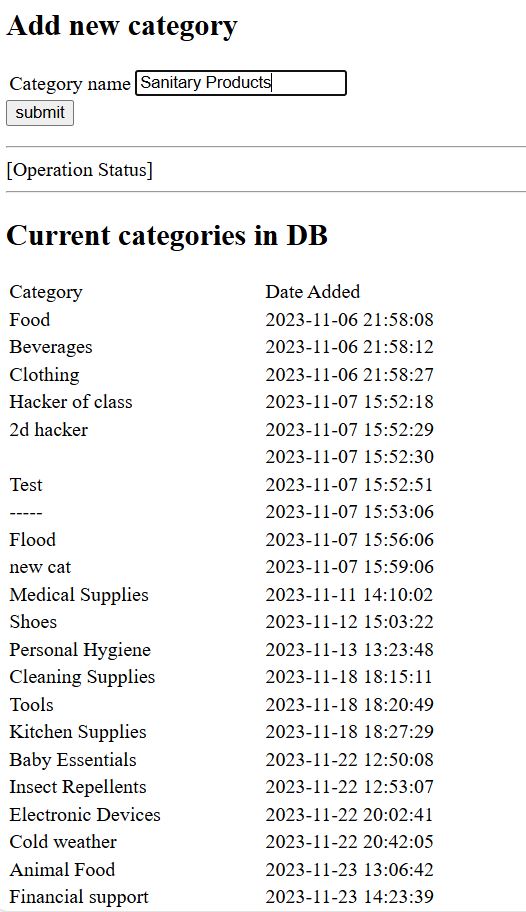 Add new category
Category name Sanitary Products
submit
[Operation Status]
Current categories in DB
Category Date Added
Food 2023-11-06 21:58:08
Beverages 2023-11-06 21:58:12
Clothing 2023-11-06 21:58:27
Hacker of class 2023-11-07 15:52:18
2d hacker 2023-11-07 15:52:29
2023-11-07 15:52:30
Test 2023-11-07 15:52:51
----- 2023-11-07 15:53:06
Flood 2023-11-07 15:56:06
new cat 2023-11-07 15:59:06
Medical Supplies 2023-11-11 14:10:02
Shoes 2023-11-12 15:03:22
Personal Hygiene 2023-11-13 13:23:48
Cleaning Supplies 2023-11-18 18:15:11
Tools 2023-11-18 18:20:49
Kitchen Supplies 2023-11-18 18:27:29
Baby Essentials 2023-11-22 12:50:08
Insect Repellents 2023-11-22 12:53:07
Electronic Devices 2023-11-22 20:02:41
Cold weather 2023-11-22 20:42:05
Animal Food 2023-11-23 13:06:42
Financial support 2023-11-23 14:23:39